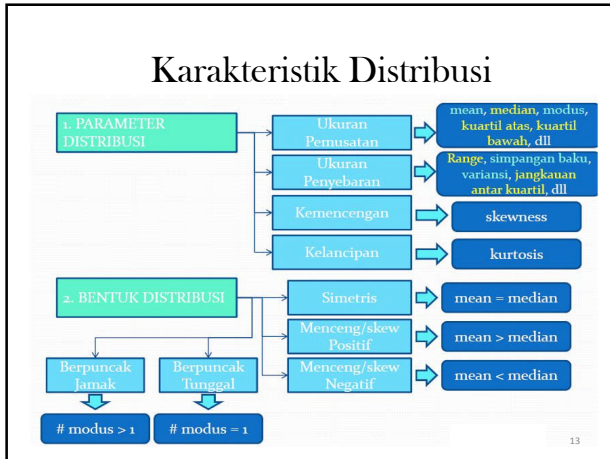 Karakteristik Distribusi
1. PARAMETER
DISTRIBUSI
Ukuran
Pemusatan
mean, median, modus,
kuartil atas, kuartil
bawah, dll
Ukuran
Penyebaran
Range, simpangan baku,
variansi, jangkauan
antar kuartil, dll
Kemencengan
skewness
Kelancipan
kurtosis
2. BENTUK DISTRIBUSI
Simetris
mean = median
Menceng/skew
Positif
mean > median
Menceng/skew
Negatif
mean < median
Berpuncak
Jamak
Berpuncak
Tunggal
# modus > 1
# modus = 1
13